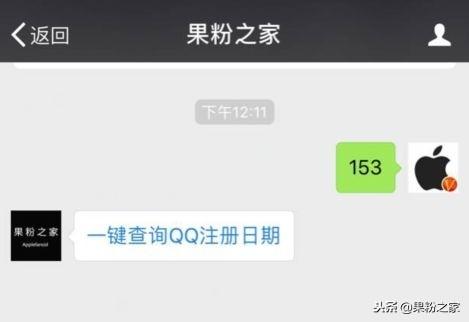 返回
果粉之家
下午12:11
153
果粉之家
Applefanoid
一键查询QQ注册日期
头条 @果粉之家